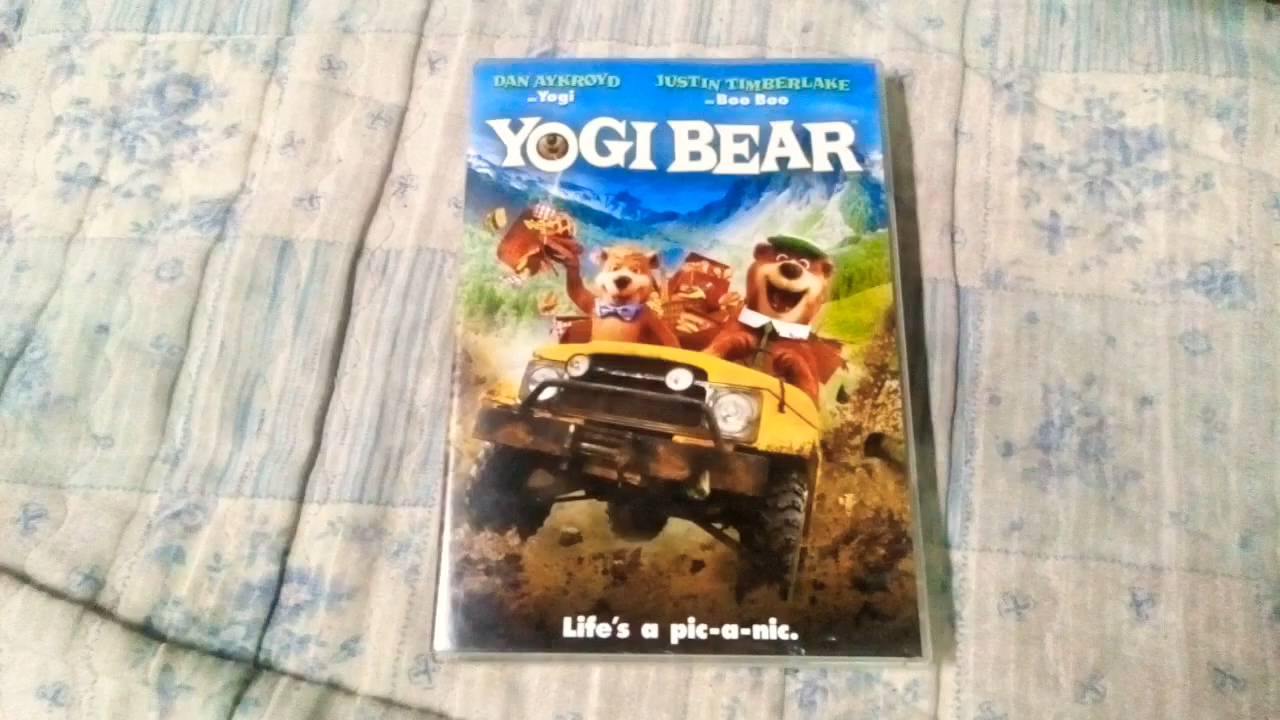 DAN AYKROYD JUSTIN TIMBERLAKE
as Yogi as Boo Boo
YOGI BEAR
Life's a pic-a-nic.